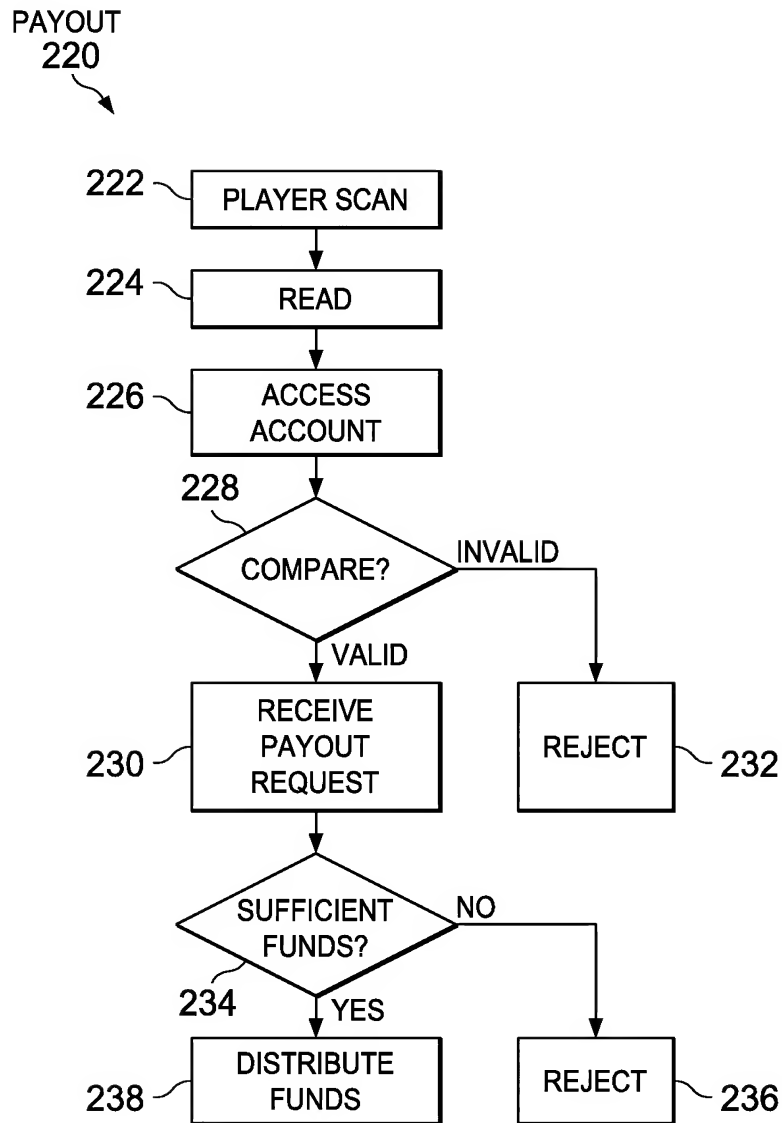 PAYOUT
220
222
PLAYER SCAN
224
READ
226
ACCESS
ACCOUNT
228
COMPARE?
INVALID
VALID
230
RECEIVE
PAYOUT
REQUEST
REJECT
232
SUFFICIENT
FUNDS?
NO
234
YES
238
DISTRIBUTE
FUNDS
REJECT
236